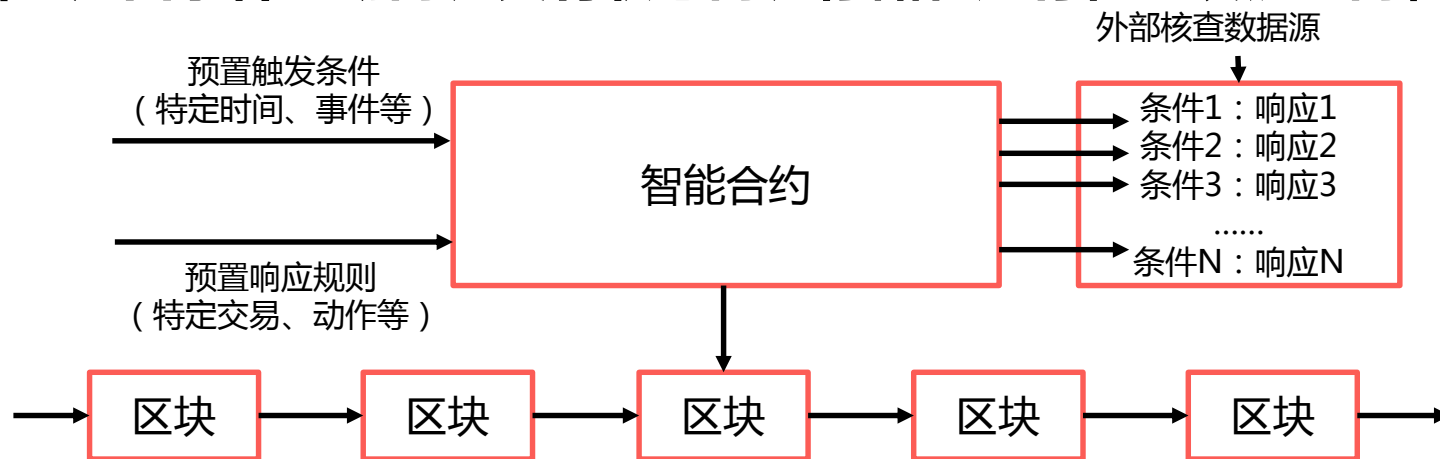 外部核查数据源
预置触发条件
（特定时间、事件等）
智能合约
条件1：响应1
条件2：响应2
条件3：响应3
……
条件N：响应N
预置响应规则
（特定交易、动作等）
区块
区块
区块
区块
区块